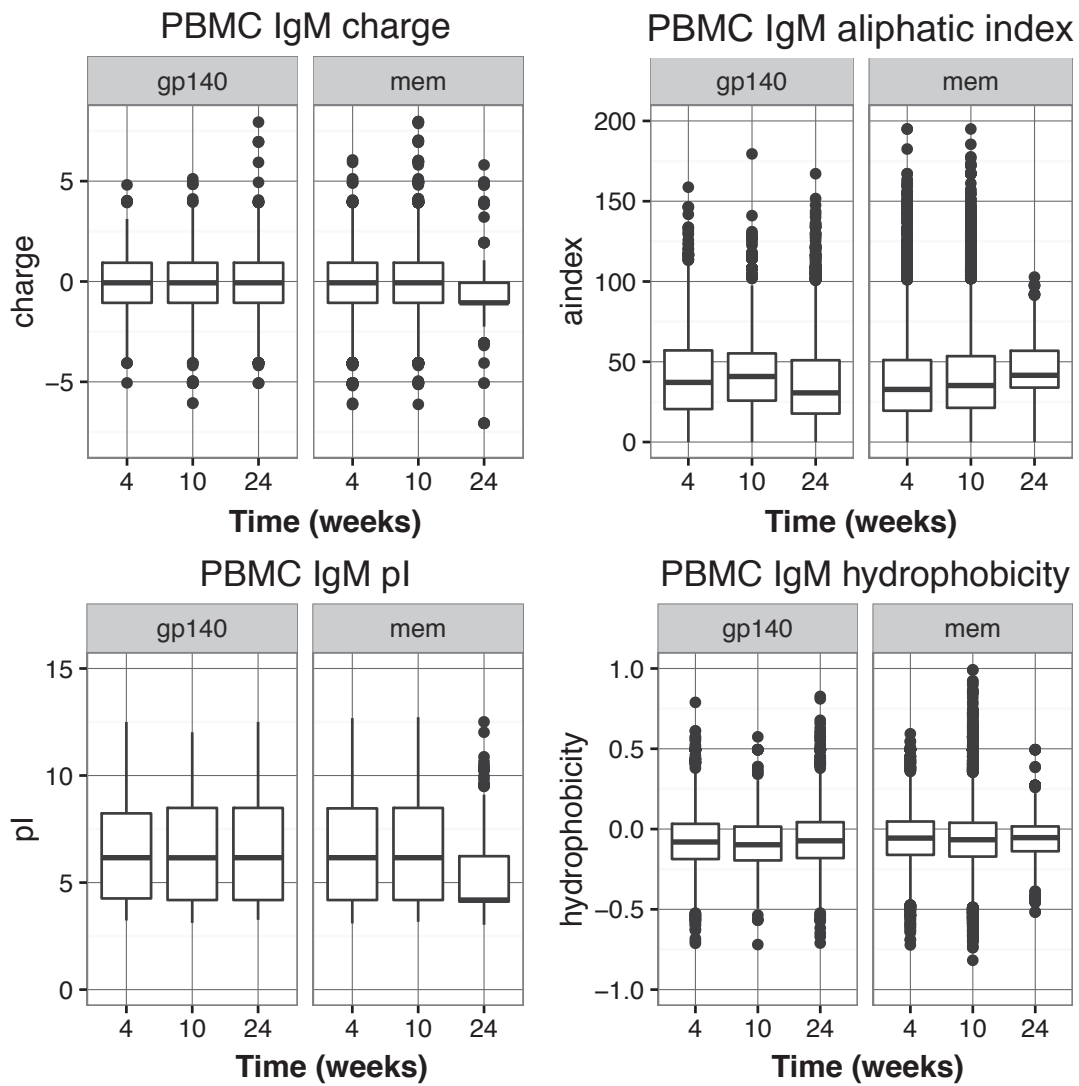 PBMC IgM charge
gp140 mem
charge
5
0
−5
4 10 24 4 10 24
Time (weeks)
PBMC IgM aliphatic index
gp140 mem
aindex
200
150
100
50
0
4 10 24 4 10 24
Time (weeks)
PBMC IgM pI
gp140 mem
pI
15
10
5
0
4 10 24 4 10 24
Time (weeks)
PBMC IgM hydrophobicity
gp140 mem
hydrophobicity
1.0
0.5
0.0
−0.5
−1.0
4 10 24 4 10 24
Time (weeks)